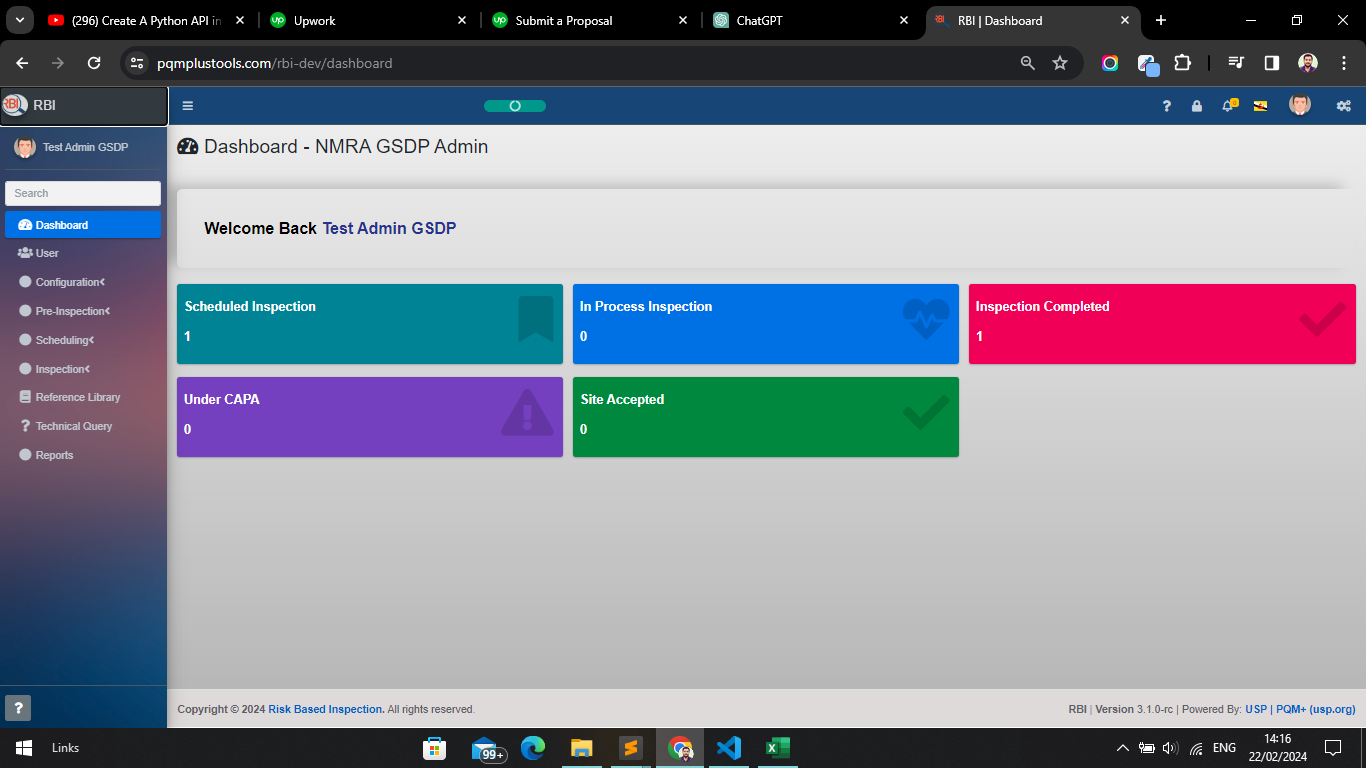 (296) Create A Python API in
Upwork
Submit a Proposal
ChatGPT
RBI | Dashboard
pqmplustools.com/rbi-dev/dashboard
RBI
RBI
Test Admin GSDP
Search
Dashboard
User
Configuration
Pre-Inspection
Scheduling
Inspection
Reference Library
Technical Query
Reports
Dashboard - NMRA GSDP Admin
Welcome Back Test Admin GSDP
Scheduled Inspection
1
In Process Inspection
0
Inspection Completed
1
Under CAPA
0
Site Accepted
0
Copyright © 2024 Risk Based Inspection. All rights reserved.
RBI | Version 3.1.0-rc | Powered By: USP | PQM+ (usp.org)
Links
99+
ENG
14:16
22/02/2024